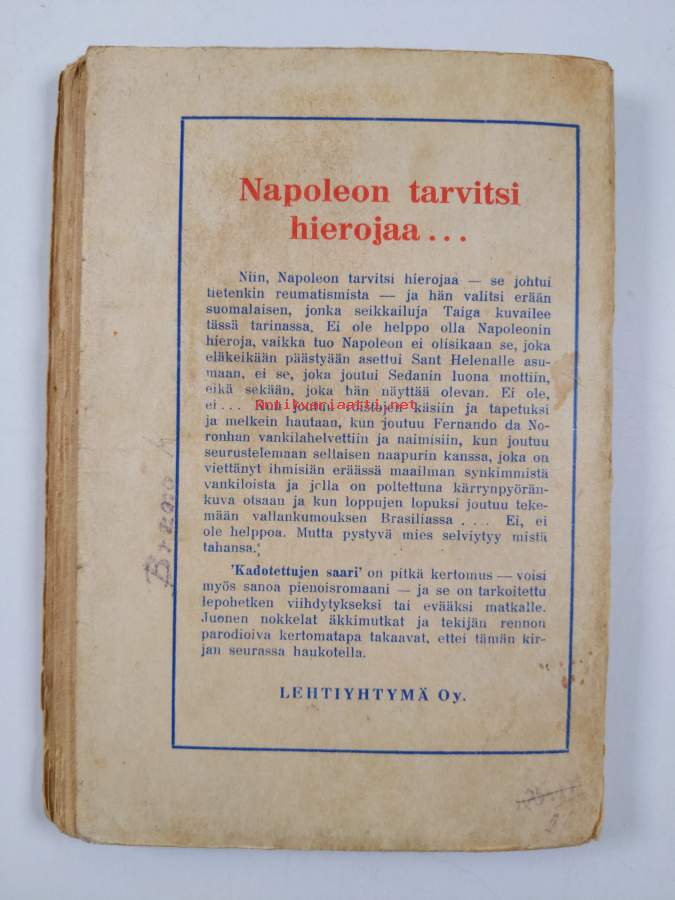 Napoleon tarvitsi
hierojaa...
Niin, Napoleon tarvitsi hierojaa — se johtui
tietenkin reumatismista — ja hän valitsi erään
suomalaisen, jonka seikkailuja Taiga kuvailee
tässä tarinassa. Ei ole helppo olla Napoleonin
hieroja, vaikka tuo Napoleon ei olisikaan se, joka
eläkeikään päästyään asettui Sant Helenalle asu-
maan, ei se, joka joutui Sedanin luona mottiin,
eikä sekään, joka hän näyttää olevan. Ei ole,
ei... joutuu käsiin ja tapetuksi
antikvariaatti.net
ja melkein hautaan, kun joutuu Fernando da No-
ronhan vankilahelvettiin ja naimisiin, kun joutuu
seurustelemaan sellaisen naapurin kanssa, joka on
viettänyt ihmisiän eräässä maailman synkimmistä
vankiloista ja jolla on poltettuna kärrynpyörän-
kuva otsaan ja kun loppujen lopuksi joutuu teke-
mään vallankumouksen Brasiliassa .... Ei, ei
ole helppoa. Mutta pystyvä mies selviytyy mistä
tahansa.
'Kadotettujen saari' on pitkä kertomus — voisi
myös sanoa pienoisromaani — ja se on tarkoitettu
lepohetken viihdytykseksi tai evääksi matkalle.
Juonen nokkelat äkkimutkat ja tekijän rennon
parodioiva kertomatapa takaavat, ettei tämän kir-
jan seurassa haukotella.
LEHTIYHTYMÄ Oy.